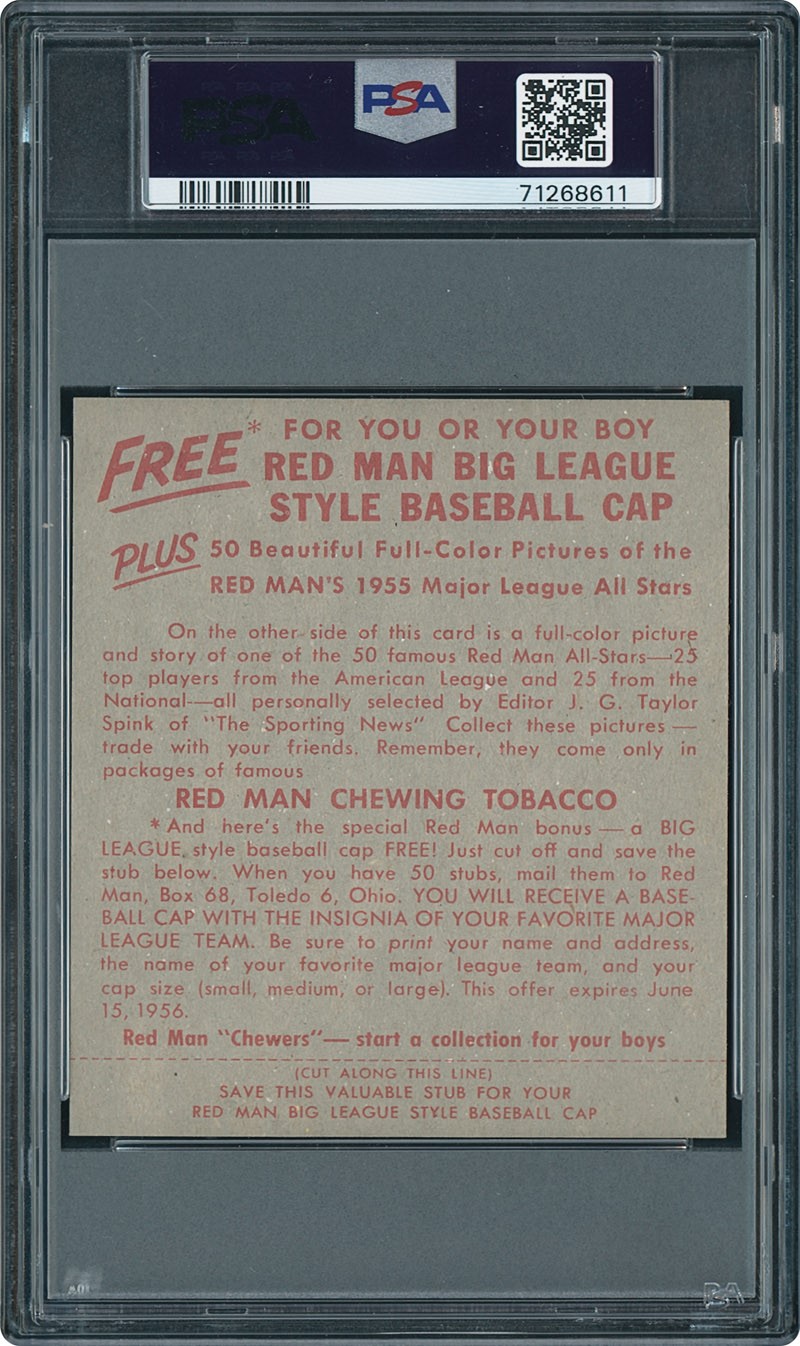 PSA
PSA
71268611
FREE* FOR YOU OR YOUR BOY
RED MAN BIG LEAGUE
STYLE BASEBALL CAP
PLUS 50 Beautiful Full-Color Pictures of the
RED MAN'S 1955 Major League All Stars
On the other side of this card is a full-color picture
and story of one of the 50 famous Red Man All-Stars—25
top players from the American League and 25 from the
National—all personally selected by Editor J. G. Taylor
Spink of "The Sporting News" Collect these pictures —
trade with your friends. Remember, they come only in
packages of famous
RED MAN CHEWING TOBACCO
*And here's the special Red Man bonus — a BIG
LEAGUE style baseball cap FREE! Just cut off and save the
stub below. When you have 50 stubs, mail them to Red
Man, Box 68, Toledo 6, Ohio. YOU WILL RECEIVE A BASE-
BALL CAP WITH THE INSIGNIA OF YOUR FAVORITE MAJOR
LEAGUE TEAM. Be sure to print your name and address,
the name of your favorite major league team, and your
cap size (small, medium, or large). This offer expires June
15, 1956.
Red Man "Chewers"— start a collection for your boys
(CUT ALONG THIS LINE)
SAVE THIS VALUABLE STUB FOR YOUR
RED MAN BIG LEAGUE STYLE BASEBALL CAP